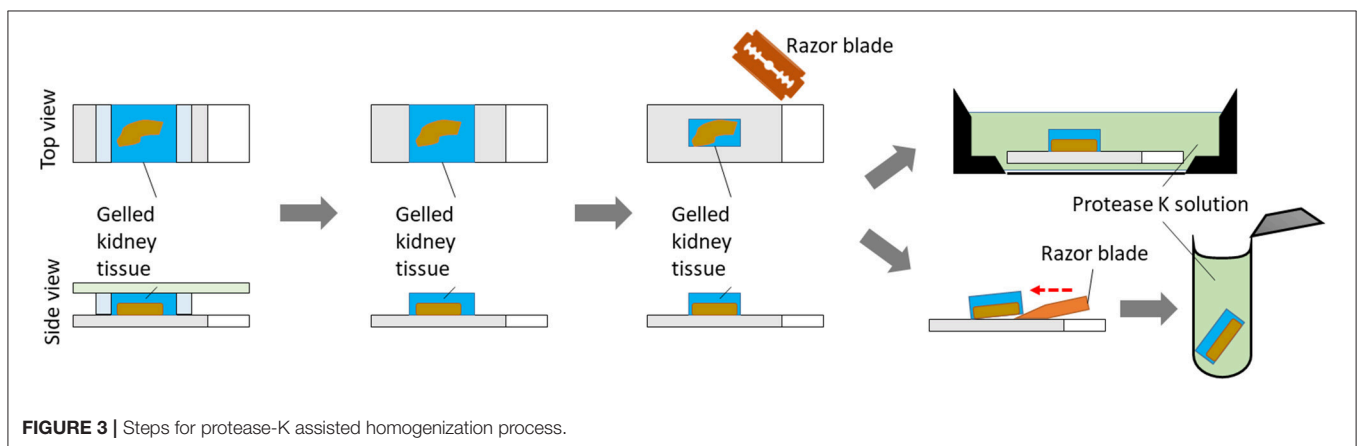 Razor blade
Top view
Gelled
kidney
tissue
Gelled
kidney
tissue
Gelled
kidney
tissue
Protease K solution
Razor blade
Side view
FIGURE 3 | Steps for protease-K assisted homogenization process.